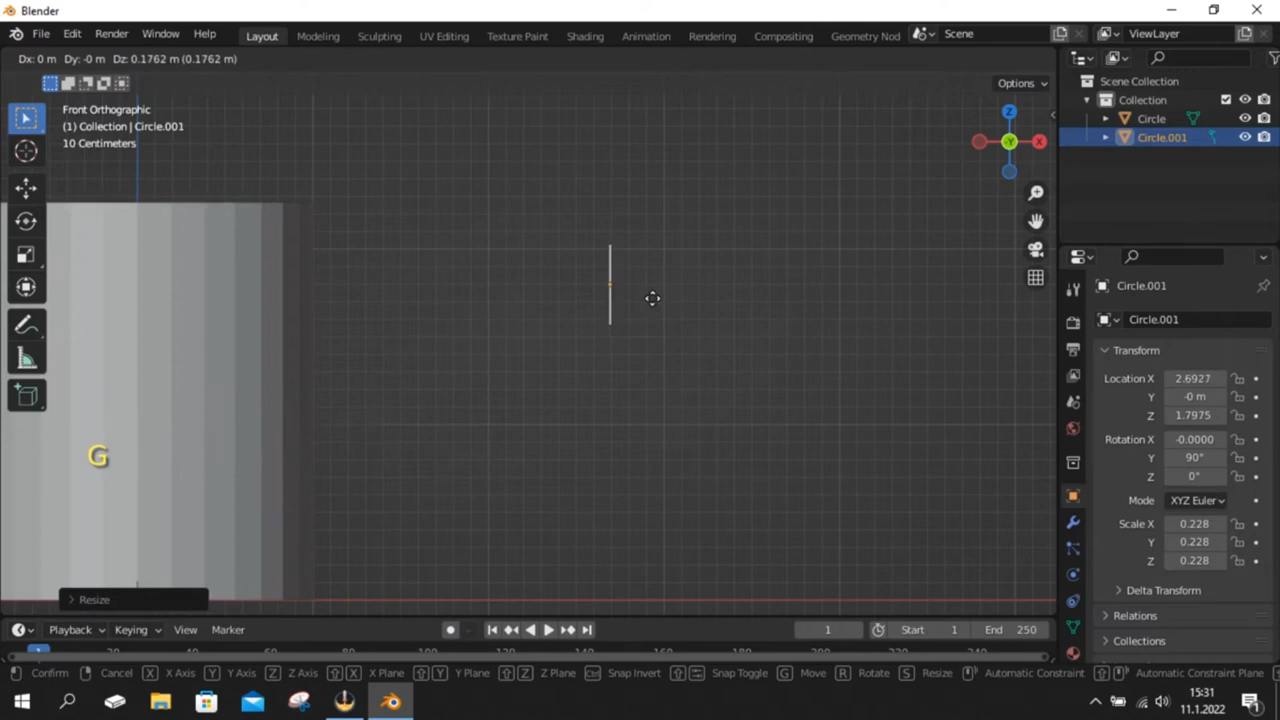 Blender
File Edit Render Window Help Layout Modeling Sculpting UV Editing Texture Paint Shading Animation Rendering Compositing Geometry Nod Scene ViewLayer
Dx: 0 m Dy: -0 m Dz: 0.1762 m (0.1762 m)
Options
Front Orthographic
(1) Collection | Circle.001
10 Centimeters
Z
X
-Y
Scene Collection
Collection
Circle
Circle.001
Circle.001
Circle.001
Transform
Location X 2.6927
Y -0 m
Z 1.7975
Rotation X -0.0000
Y 90°
Z 0°
Mode XYZ Euler
Scale X 0.228
Y 0.228
Z 0.228
Delta Transform
Relations
Collections
G
Resize
Playback Keying View Marker 1 Start 1 End 250
1
Confirm Cancel X X Axis Y Y Axis Z Z Axis X X Plane Y Y Plane Z Z Plane Ctrl Snap Invert Snap Toggle G Move R Rotate S Resize Automatic Constraint Automatic Constraint Plane
15:31
11.1.2022